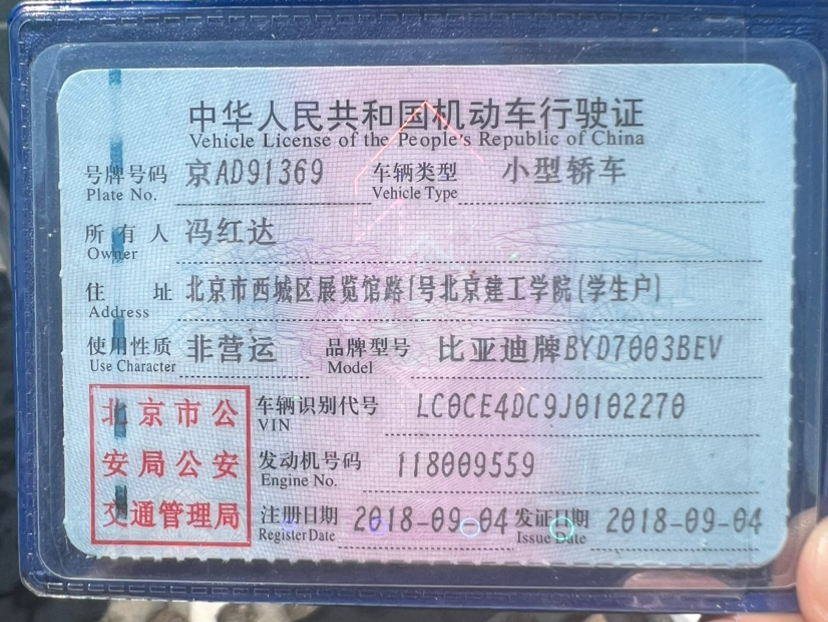 中华人民共和国机动车行驶证
Vehicle License of the People's Republic of China
号牌号码 京AD91369 车辆类型 小型轿车
Plate No. Vehicle Type
所有人 冯红达
Owner
住址 北京市西城区展览馆路1号北京建工学院(学生户)
Address
使用性质 非营运 品牌型号 比亚迪牌BYD7003BEV
Use Character Model
北京市公 车辆识别代号 LC0CE4DC9J0102270
VIN
安局公安 发动机号码 118009559
Engine No.
交通管理局 注册日期 2018-09-04 发证日期 2018-09-04
Register Date Issue Date